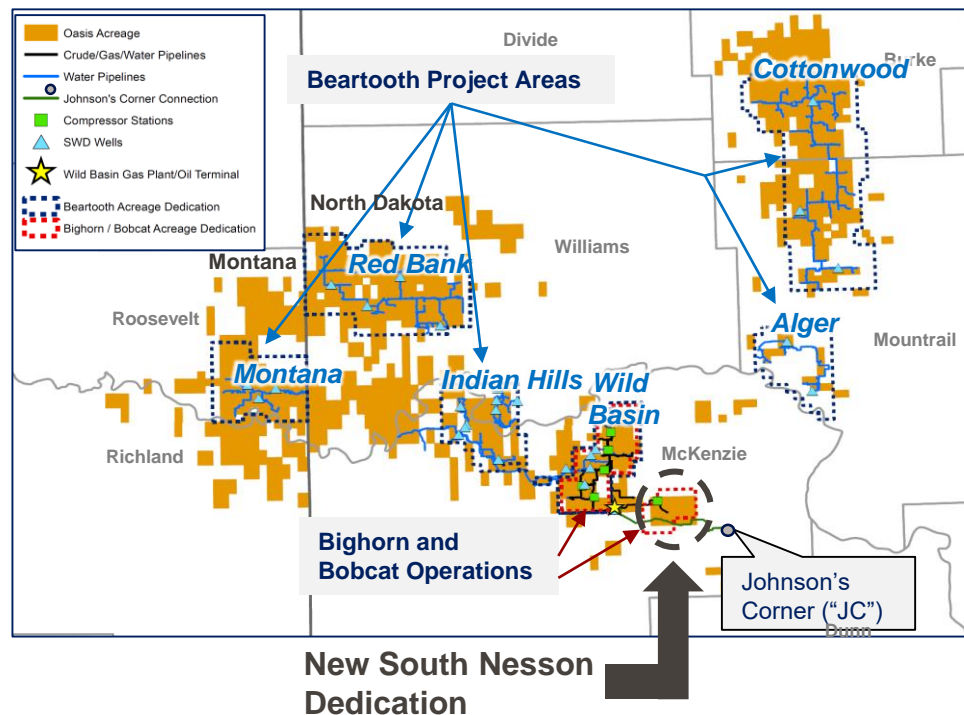 Oasis Acreage
Crude/Gas/Water Pipelines
Water Pipelines
Johnson's Corner Connection
Compressor Stations
SWD Wells
Wild Basin Gas Plant/Oil Terminal
Beartooth Acreage Dedication
Bighorn / Bobcat Acreage Dedication
Divide
Burke
Beartooth Project Areas
Cottonwood
North Dakota
Williams
Montana
Red Bank
Roosevelt
Alger
Mountrail
Montana
Indian Hills
Wild
Basin
Richland
McKenzie
Bighorn and
Bobcat Operations
Johnson's
Corner ("JC")
Dunn
New South Nesson
Dedication